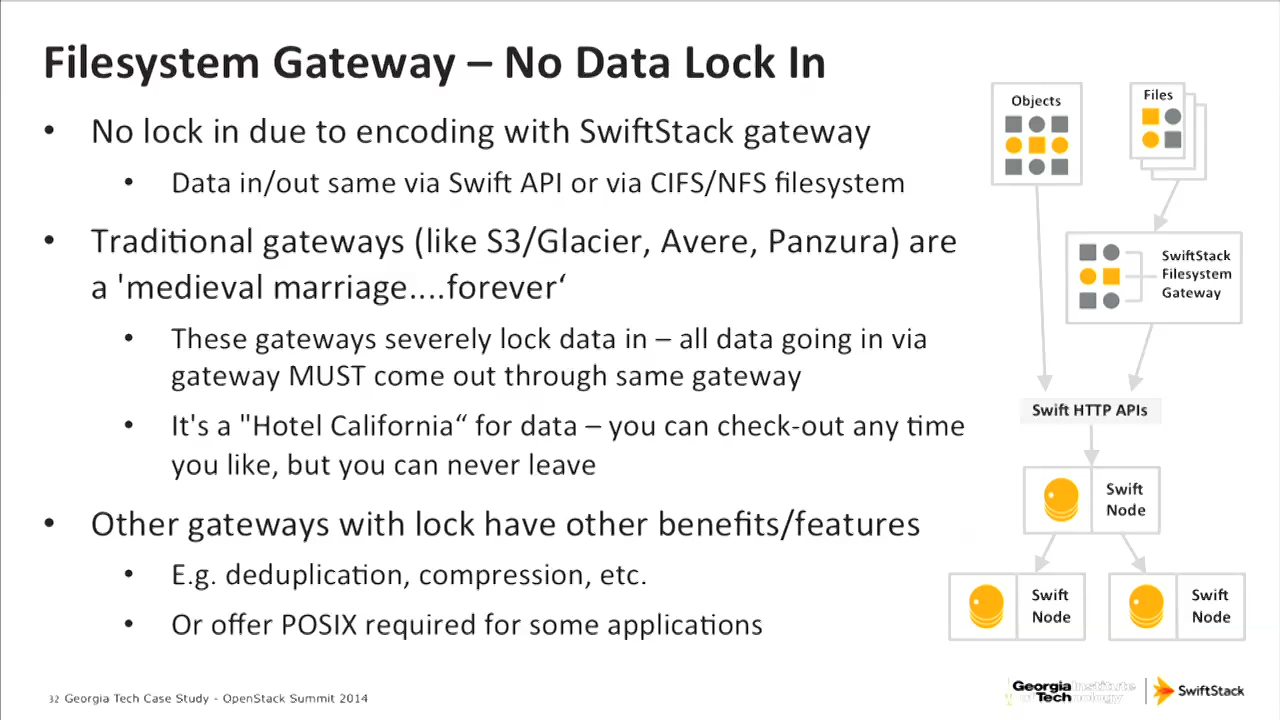 Filesystem Gateway – No Data Lock In
• No lock in due to encoding with SwiftStack gateway
• Data in/out same via Swift API or via CIFS/NFS filesystem
• Traditional gateways (like S3/Glacier, Avere, Panzura) are
a 'medieval marriage....forever‘
• These gateways severely lock data in – all data going in via
gateway MUST come out through same gateway
• It's a "Hotel California“ for data – you can check-out any time
you like, but you can never leave
• Other gateways with lock have other benefits/features
• E.g. deduplication, compression, etc.
• Or offer POSIX required for some applications
Objects
Files
SwiftStack
Filesystem
Gateway
Swift HTTP APIs
Swift
Node
Swift
Node
Swift
Node
32 Georgia Tech Case Study - OpenStack Summit 2014
Georgia Institute
Tech of Technology
SwiftStack